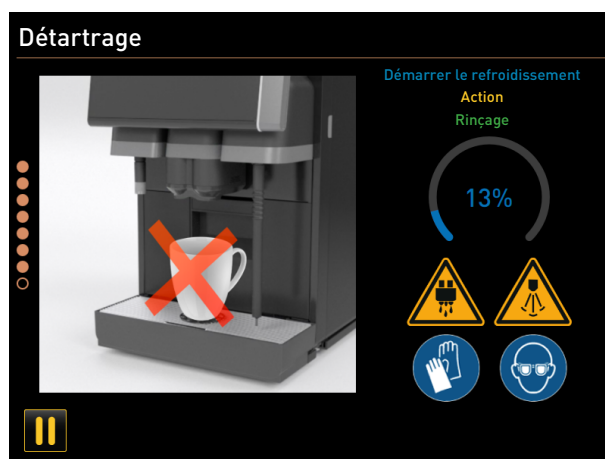 Détartrage
Démarrer le refroidissement
Action
Rinçage
13%